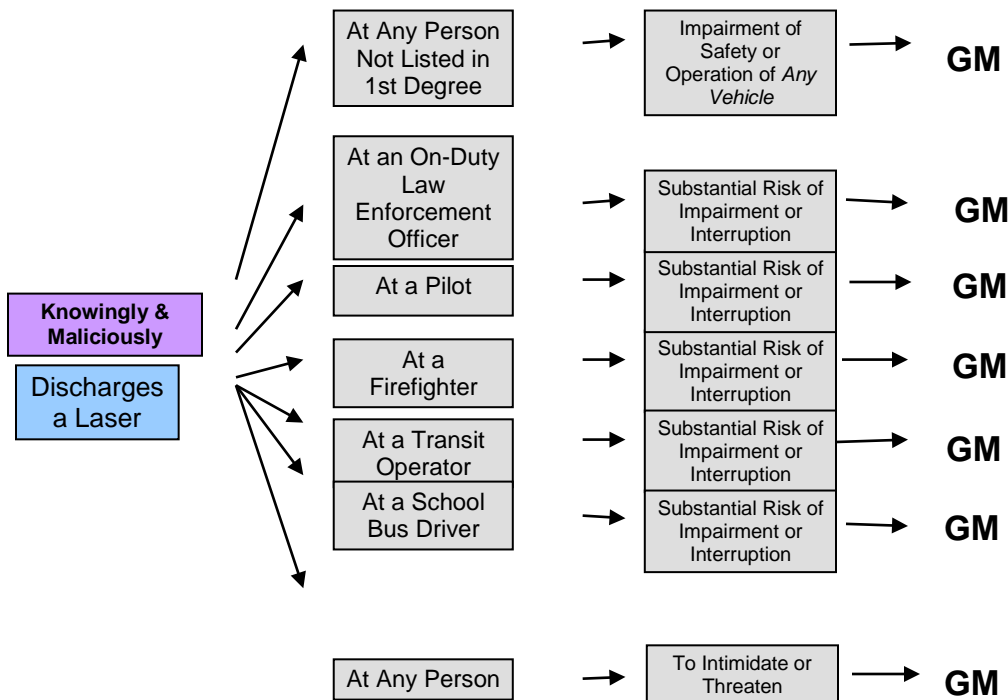 At Any Person
Not Listed in
1st Degree
Impairment of
Safety or
Operation of Any
Vehicle
GM
At an On-Duty
Law
Enforcement
Officer
Substantial Risk of
Impairment or
Interruption
GM
At a Pilot
Substantial Risk of
Impairment or
Interruption
GM
Knowingly &
Maliciously
Discharges
a Laser
At a
Firefighter
Substantial Risk of
Impairment or
Interruption
GM
At a Transit
Operator
Substantial Risk of
Impairment or
Interruption
GM
At a School
Bus Driver
Substantial Risk of
Impairment or
Interruption
GM
At Any Person
To Intimidate or
Threaten
GM